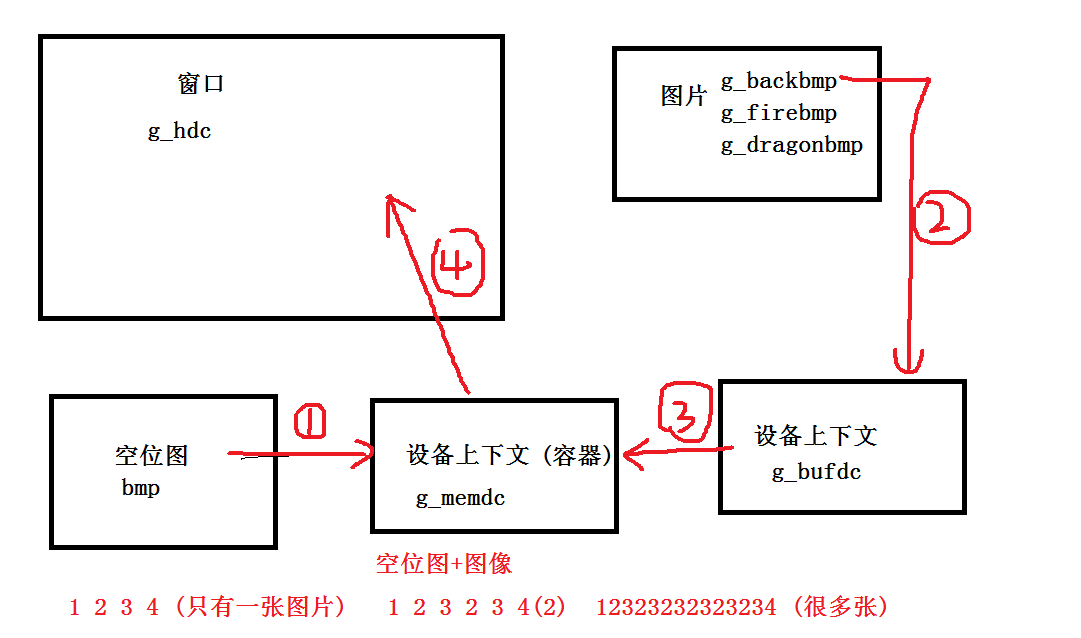 窗口
g_hdc
图片
g_backbmp
g_firebmp
g_dragonbmp
②
④
①
③
空位图
bmp
设备上下文 (容器)
g_memdc
设备上下文
g_bufdc
空位图+图像
1 2 3 4 (只有一张图片)
1 2 3 2 3 4(2)
12323232323234 (很多张)